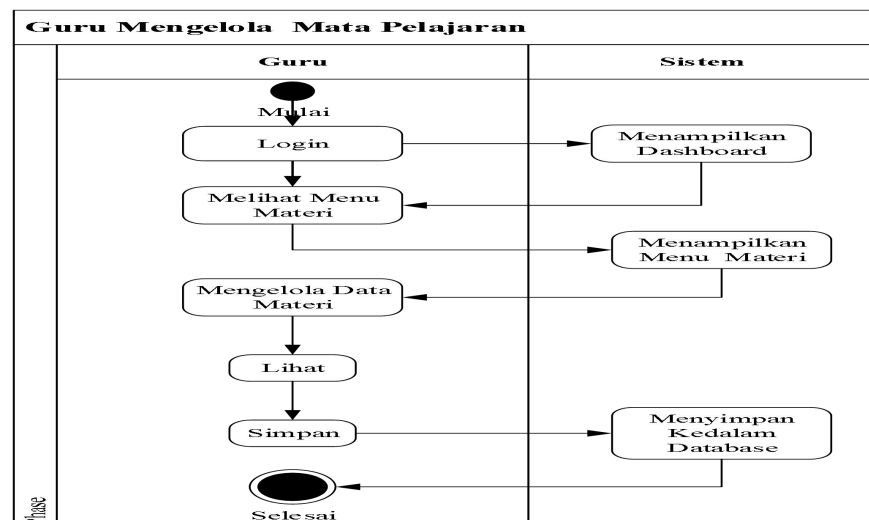 Guru Mengelola Mata Pelajaran
Guru
Sistem
Mulai
Login
Menampilkan
Dashboard
Melihat Menu
Materi
Menampilkan
Menu Materi
Mengelola Data
Materi
Lihat
Simpan
Menyimpan
Kedalam
Database
Selesai
Phase